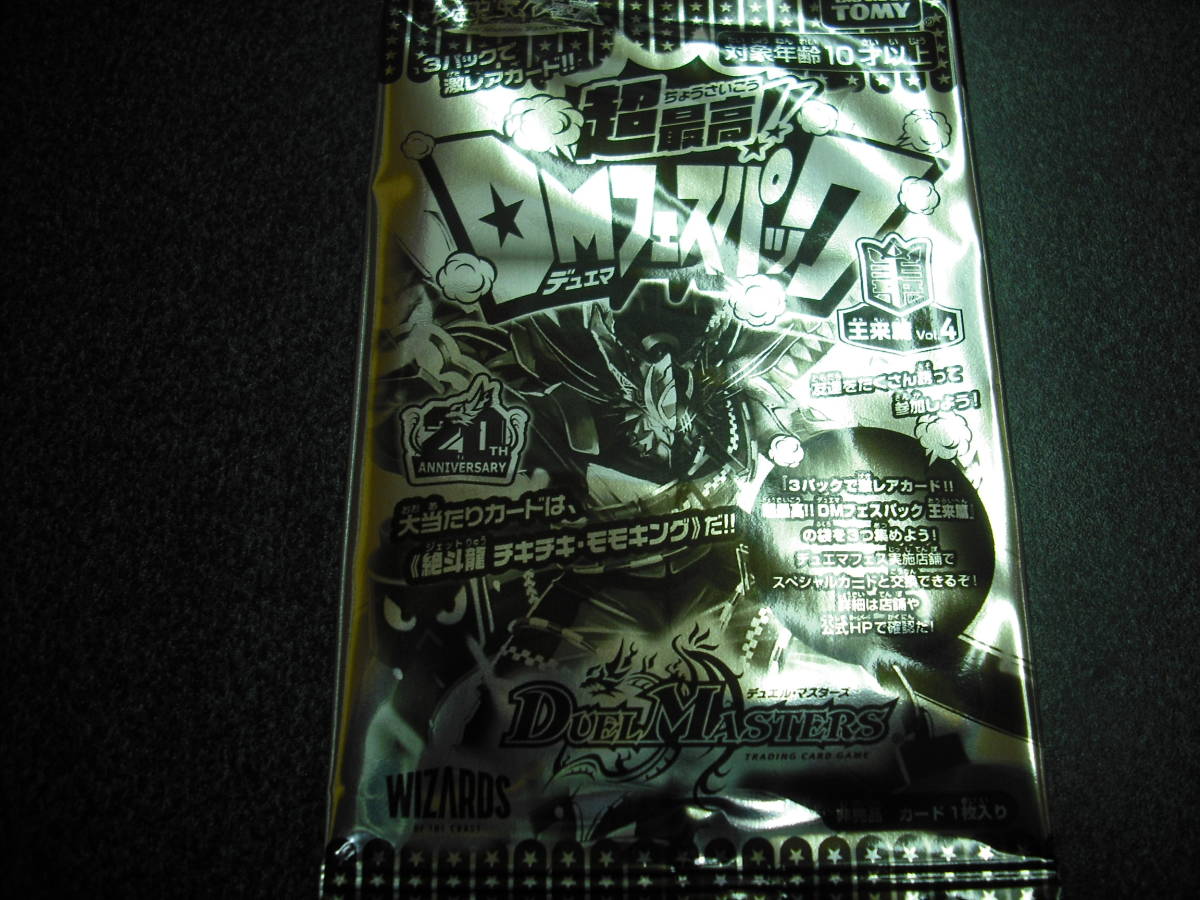 TOMY
3パックで
激レアカード!!
対象年齢10才以上
ちょうさいこう
超最高!!
DMフェスパック
デュエマ
王来篇 Vol.4
友達をたくさん誘って
参加しよう!
20TH
ANNIVERSARY
大当たりカードは、
《絶斗龍 チキチキ・モモキング》だ!!
「3パックで激レアカード!!
超最高!! DMフェスパック 王来篇」
の袋を3つ集めよう!
デュエマフェス実施店舗で
スペシャルカードと交換できるぞ!
詳細は店舗や
公式HPで確認だ!
デュエル・マスターズ
DUEL MASTERS
TRADING CARD GAME
WIZARDS
OF THE COAST
非売品 カード1枚入り